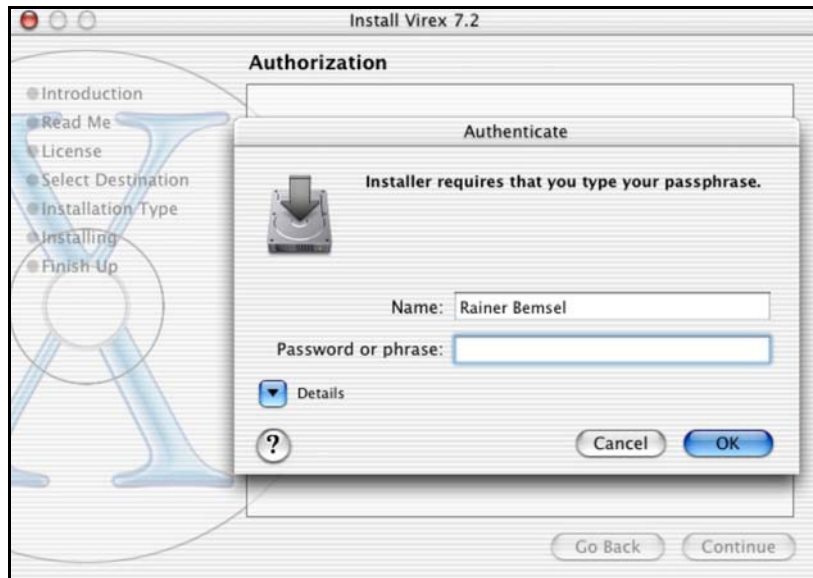 Install Virex 7.2
Authorization
Introduction
Read Me
License
Select Destination
Installation Type
Installing
Finish Up
Authenticate
Installer requires that you type your passphrase.
Name: Rainer Bemsel
Password or phrase:
Details
?
Cancel OK
Go Back Continue